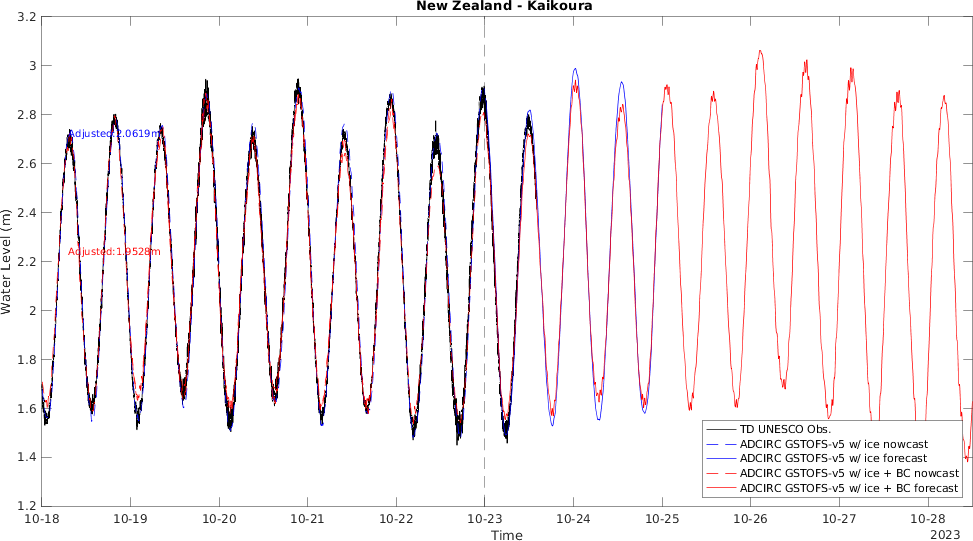 New Zealand - Kaikoura
3.2
3
2.8
2.6
2.4
2.2
2
1.8
1.6
1.4
1.2
Water Level (m)
Adjusted:2.0619m
Adjusted:1.9528m
TD UNESCO Obs.
ADCIRC GSTOFS-v5 w/ ice nowcast
ADCIRC GSTOFS-v5 w/ ice forecast
ADCIRC GSTOFS-v5 w/ ice + BC nowcast
ADCIRC GSTOFS-v5 w/ ice + BC forecast
10-18 10-19 10-20 10-21 10-22 10-23 10-24 10-25 10-26 10-27 10-28
2023
Time